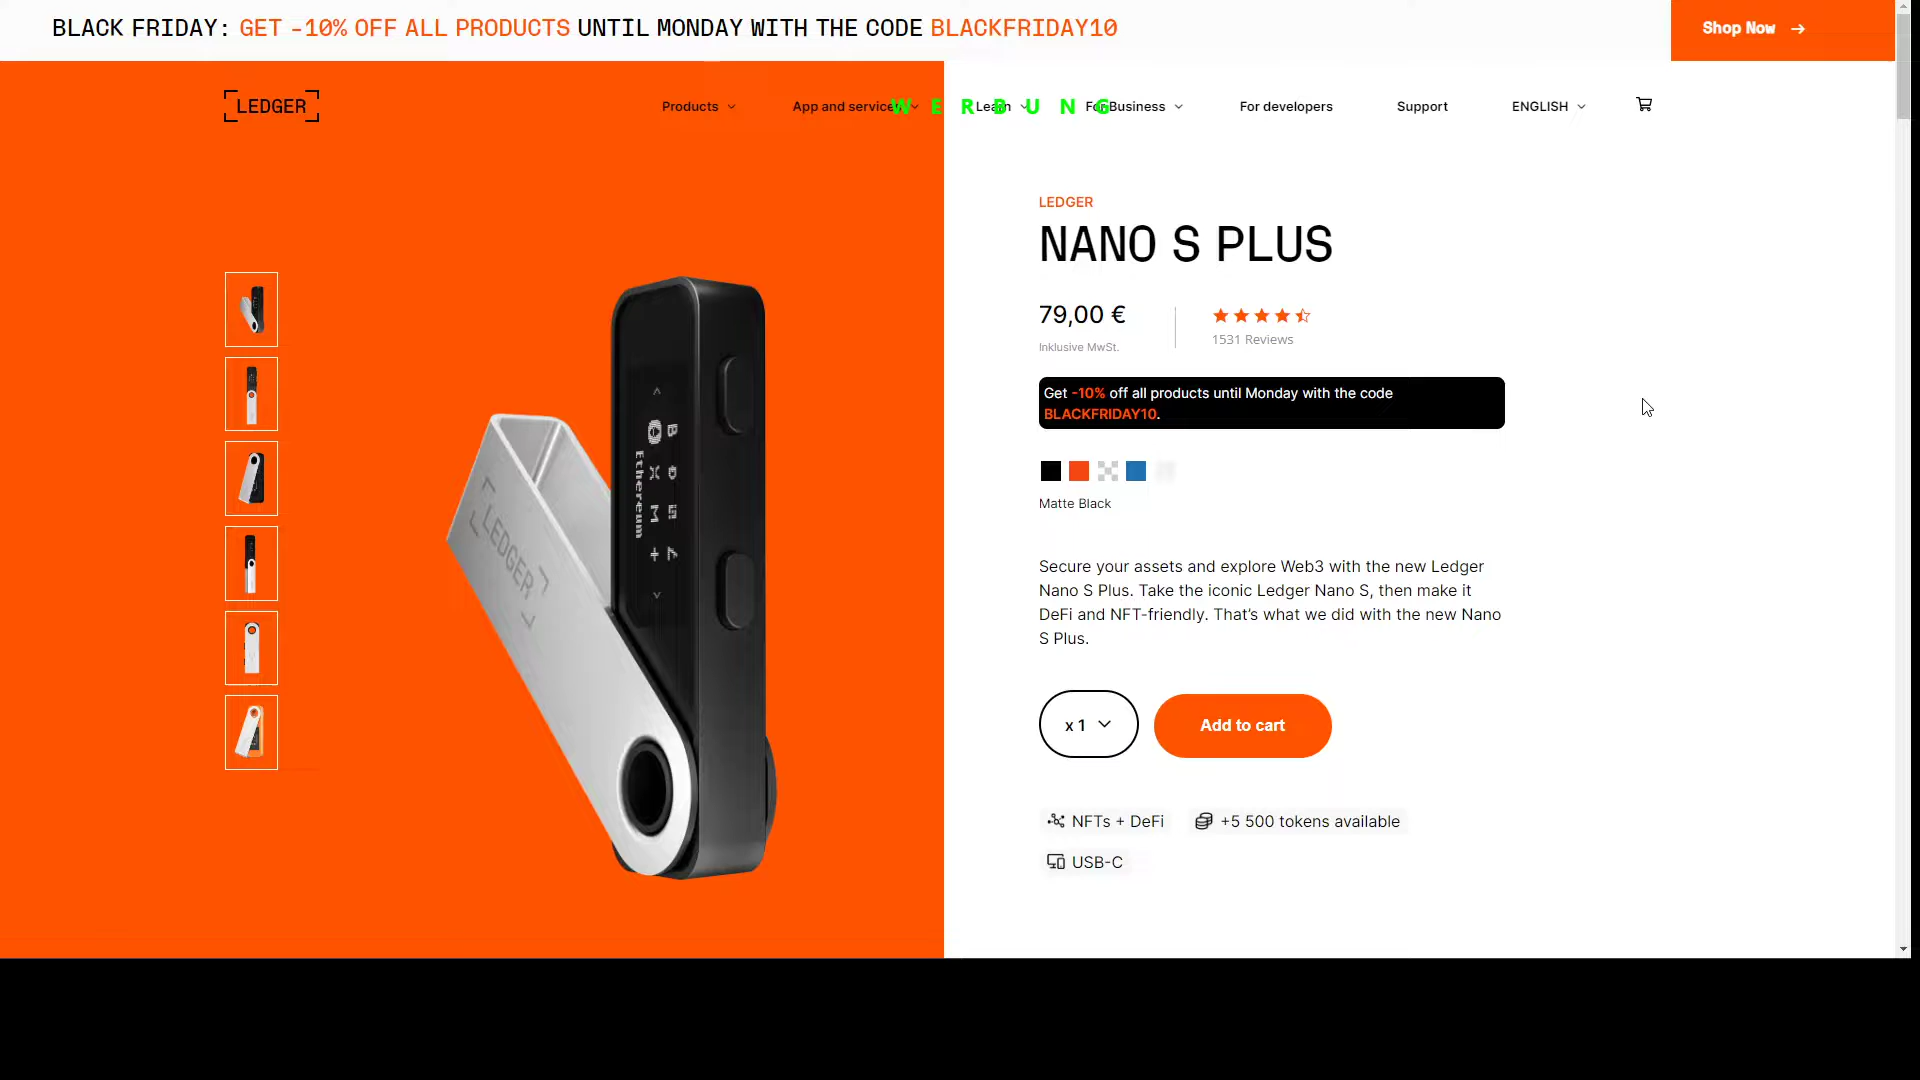 BLACK FRIDAY: GET -10% OFF ALL PRODUCTS UNTIL MONDAY WITH THE CODE BLACKFRIDAY10
Shop Now
LEDGER
Products
App and services
Learn
For Business
For developers
Support
ENGLISH
WERBUNG
LEDGER
NANO S PLUS
79,00 €
Inklusive MwSt.
1531 Reviews
Get -10% off all products until Monday with the code
BLACKFRIDAY10.
Matte Black
Secure your assets and explore Web3 with the new Ledger
Nano S Plus. Take the iconic Ledger Nano S, then make it
DeFi and NFT-friendly. That’s what we did with the new Nano
S Plus.
x 1
Add to cart
NFTs + DeFi
+5 500 tokens available
USB-C
LEDGER
Ethereum